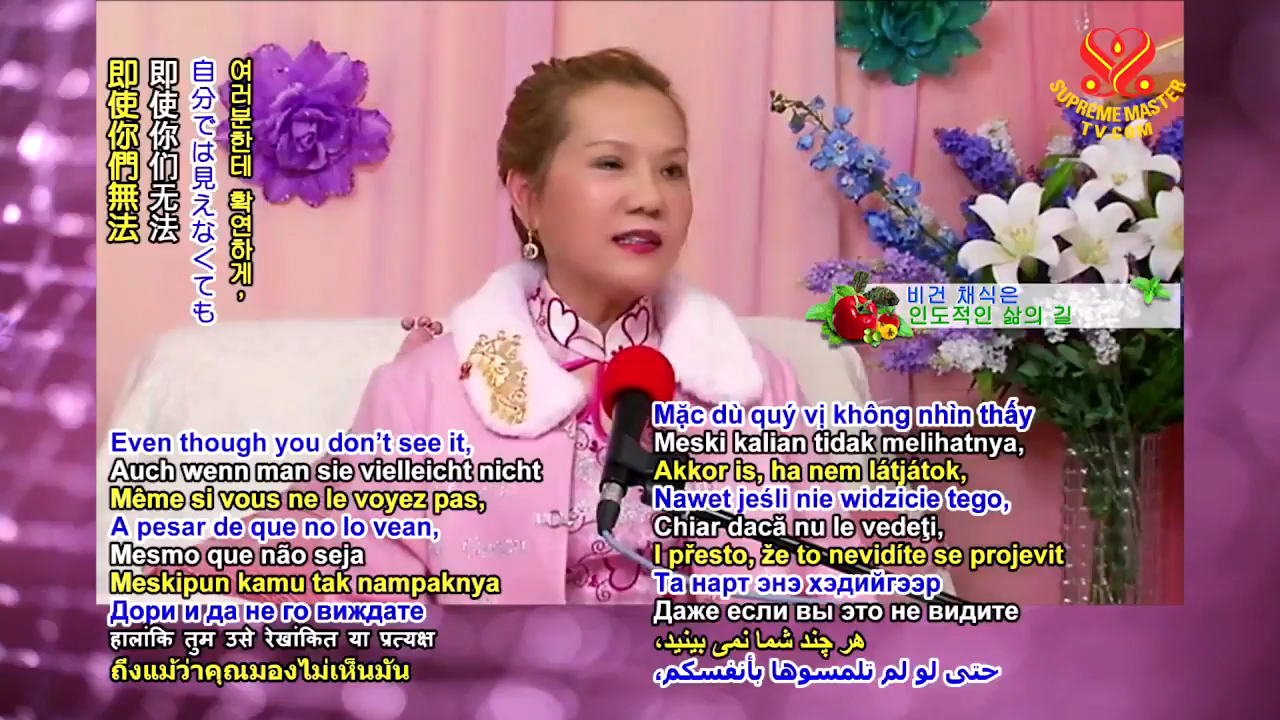 即使你們無法
即使你们无法
自分では見えなくても
여러분한테 확연하게,
SUPREME MASTER
TV.COM
비건 채식은
인도적인 삶의 길
Even though you don't see it,
Auch wenn man sie vielleicht nicht
Même si vous ne le voyez pas,
A pesar de que no lo vean,
Mesmo que não seja
Meskipun kamu tak nampaknya
Дори и да не го виждате
हालांकि तुम उसे रेखांकित या प्रत्यक्ष
ถึงแม้ว่าคุณมองไม่เห็นมัน
Mặc dù quý vị không nhìn thấy
Meski kalian tidak melihatnya,
Akkor is, ha nem látjátok,
Nawet jeśli nie widzicie tego,
Chiar dacă nu le vedeţi,
I přesto, že to nevidíte se projevit
Та нарт энэ хэдийгээр
Даже если вы это не видите
هر چند شما نمی بینید،
حتى لو لم تلمسوها بأنفسكم،